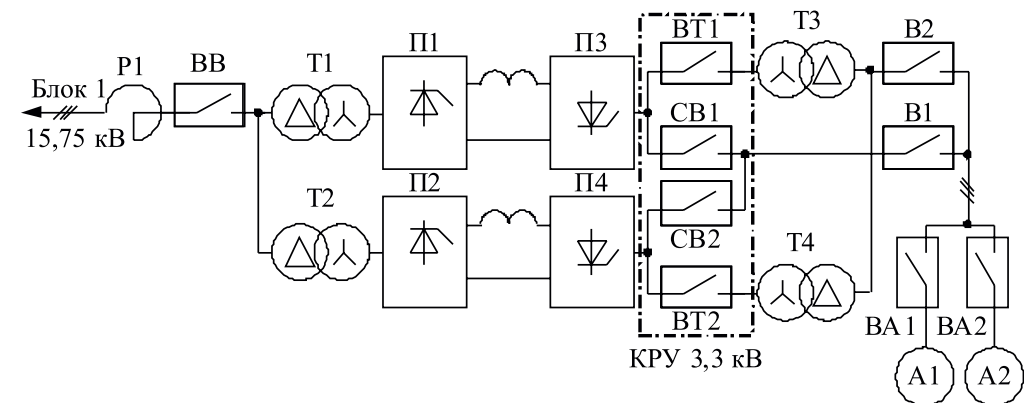 Блок 1
15,75 кВ
Р1
ВВ
Т1
П1
П3
ВТ1
Т3
В2
СВ1
В1
Т2
П2
П4
СВ2
Т4
ВТ2
КРУ 3,3 кВ
ВА1
ВА2
А1
А2